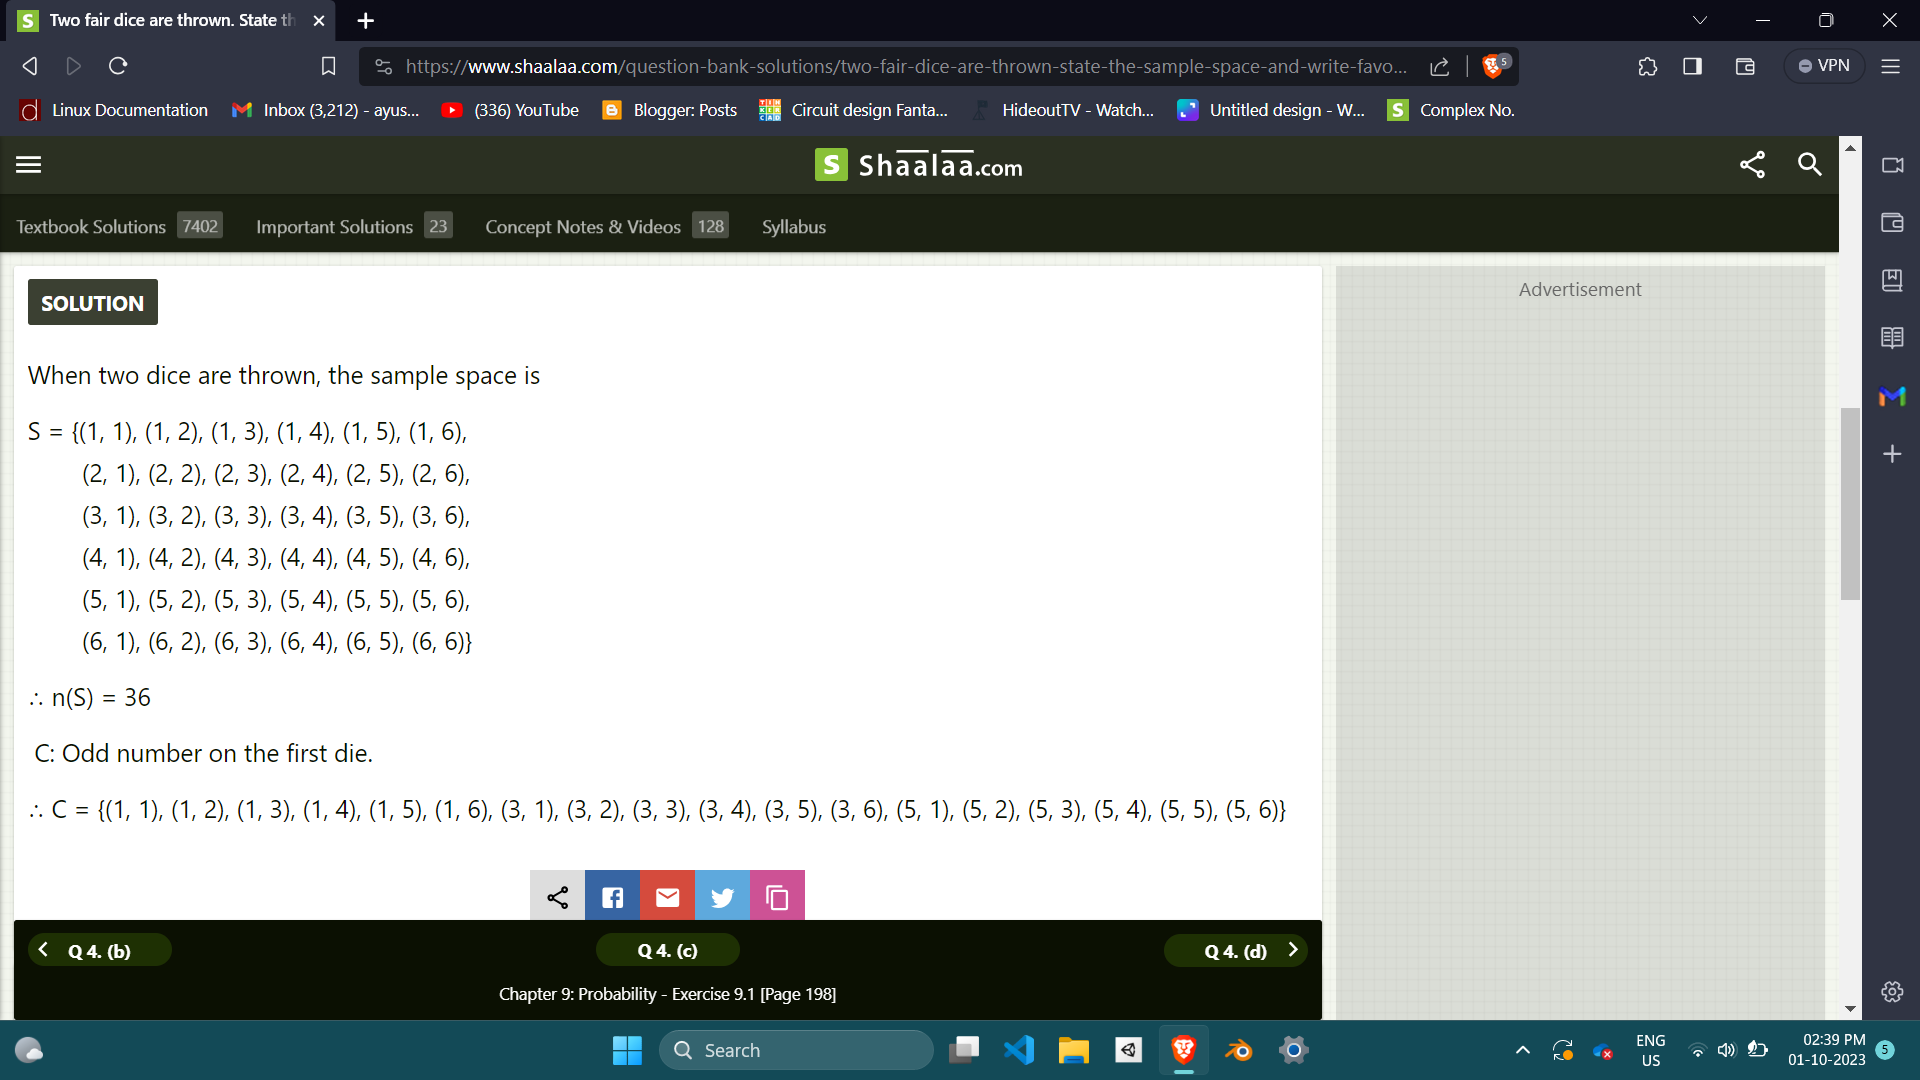 Two fair dice are thrown. State th
https://www.shaalaa.com/question-bank-solutions/two-fair-dice-are-thrown-state-the-sample-space-and-write-favo...
5
VPN
Linux Documentation
Inbox (3,212) - ayus...
(336) YouTube
Blogger: Posts
Circuit design Fanta...
HideoutTV - Watch...
Untitled design - W...
S Complex No.
S Shaalaa.com
Textbook Solutions 7402
Important Solutions 23
Concept Notes & Videos 128
Syllabus
SOLUTION
Advertisement
When two dice are thrown, the sample space is
S = {(1, 1), (1, 2), (1, 3), (1, 4), (1, 5), (1, 6),
(2, 1), (2, 2), (2, 3), (2, 4), (2, 5), (2, 6),
(3, 1), (3, 2), (3, 3), (3, 4), (3, 5), (3, 6),
(4, 1), (4, 2), (4, 3), (4, 4), (4, 5), (4, 6),
(5, 1), (5, 2), (5, 3), (5, 4), (5, 5), (5, 6),
(6, 1), (6, 2), (6, 3), (6, 4), (6, 5), (6, 6)}
∴ n(S) = 36
C: Odd number on the first die.
∴ C = {(1, 1), (1, 2), (1, 3), (1, 4), (1, 5), (1, 6), (3, 1), (3, 2), (3, 3), (3, 4), (3, 5), (3, 6), (5, 1), (5, 2), (5, 3), (5, 4), (5, 5), (5, 6)}
Q 4. (b)
Q 4. (c)
Q 4. (d)
Chapter 9: Probability - Exercise 9.1 [Page 198]
Search
ENG
US
02:39 PM
01-10-2023
5